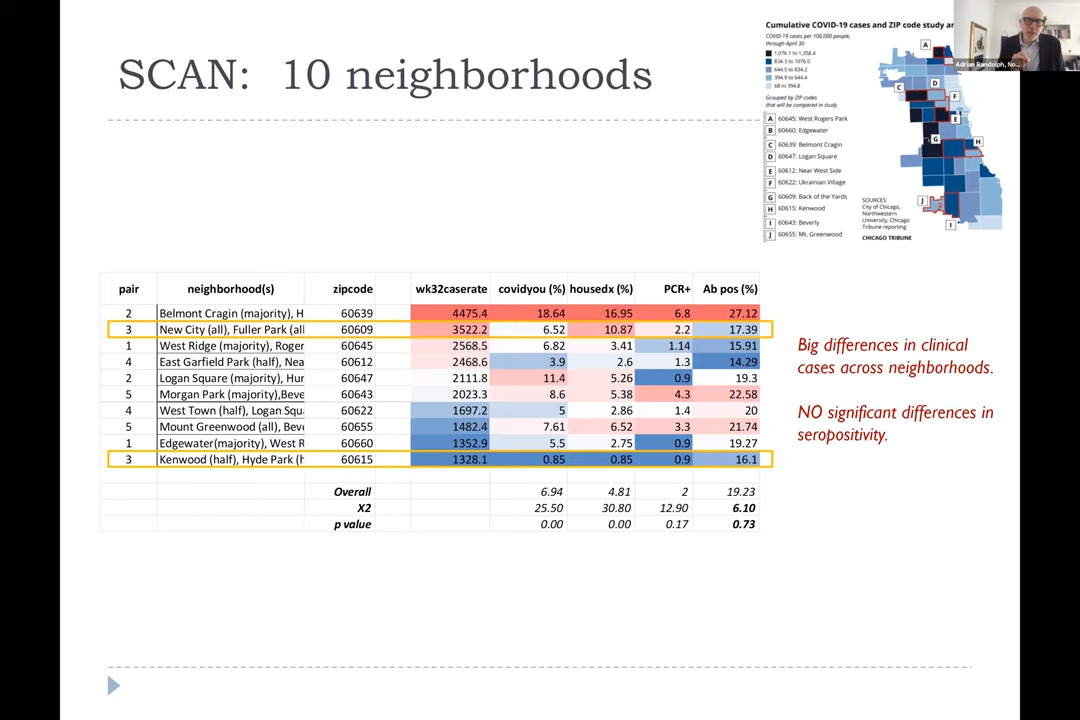 SCAN: 10 neighborhoods
Cumulative COVID-19 cases and ZIP code study
COVID-19 cases per 100,000 people,
through April 30
1,076.1 to 1,358.4
834.3 to 1076.0
644.5 to 834.2
394.9 to 644.4
68 to 394.8
Grouped by ZIP codes
that will be compared in study
A 60645: West Rogers Park
B 60660: Edgewater
C 60639: Belmont Cragin
D 60647: Logan Square
E 60612: Near West Side
F 60622: Ukrainian Village
G 60609: Back of the Yards
H 60615: Kenwood
I 60643: Beverly
J 60655: Mt. Greenwood
A
D
C
F
E
G
H
J
I
SOURCES:
City of Chicago,
Northwestern
University, Chicago
Tribune reporting
CHICAGO TRIBUNE
Adrian Randolph, No...
pair neighborhood(s) zipcode wk32caserate covidyou (%) housedx (%) PCR+ Ab pos (%)
2 Belmont Cragin (majority), H 60639 4475.4 18.64 16.95 6.8 27.12
3 New City (all), Fuller Park (all 60609 3522.2 6.52 10.87 2.2 17.39
1 West Ridge (majority), Roger 60645 2568.5 6.82 3.41 1.14 15.91
4 East Garfield Park (half), Nea 60612 2468.6 3.9 2.6 1.3 14.29
2 Logan Square (majority), Hur 60647 2111.8 11.4 5.26 0.9 19.3
5 Morgan Park (majority),Beve 60643 2023.3 8.6 5.38 4.3 22.58
4 West Town (half), Logan Squa 60622 1697.2 5 2.86 1.4 20
5 Mount Greenwood (all), Beve 60655 1482.4 7.61 6.52 3.3 21.74
1 Edgewater(majority), West R 60660 1352.9 5.5 2.75 0.9 19.27
3 Kenwood (half), Hyde Park (h 60615 1328.1 0.85 0.85 0.9 16.1
Overall 6.94 4.81 2 19.23
X2 25.50 30.80 12.90 6.10
p value 0.00 0.00 0.17 0.73
Big differences in clinical
cases across neighborhoods.
NO significant differences in
seropositivity.